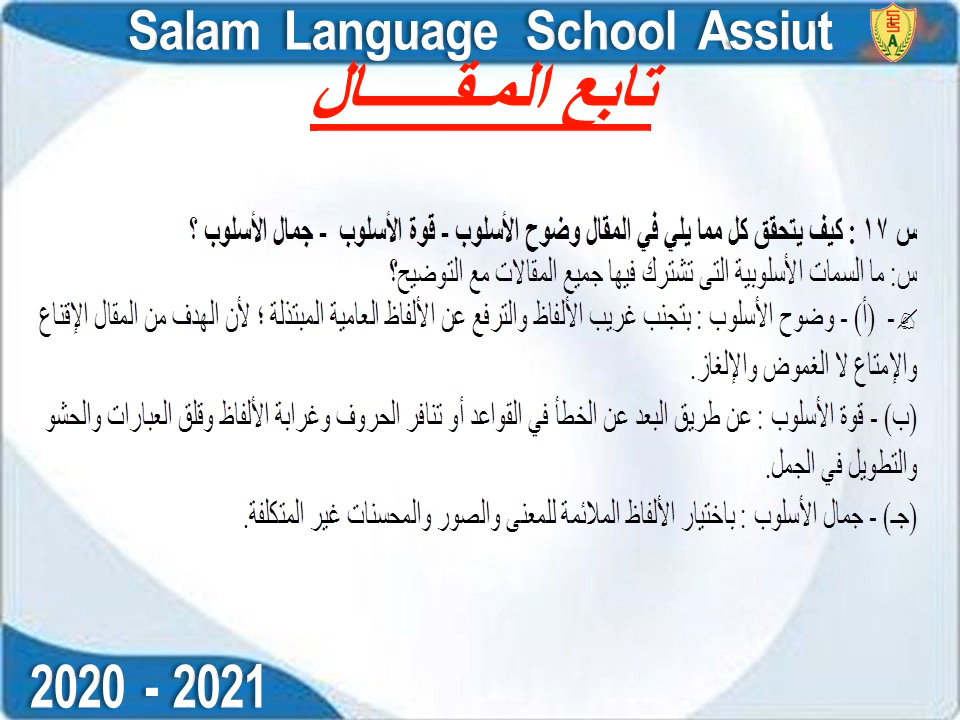 Salam Language School Assiut
تابع المقــــــال
س ١٧ : كيف يتحقق كل مما يلي في المقال وضوح الأسلوب - قوة الأسلوب - جمال الأسلوب ؟
س: ما السمات الأسلوبية التى تشترك فيها جميع المقالات مع التوضيح؟
✍- (أ) - وضوح الأسلوب : بتجنب غريب الألفاظ والترفع عن الألفاظ العامية المبتذلة ؛ لأن الهدف من المقال الإقناع
والإمتاع لا الغموض والإلغاز.
(ب) - قوة الأسلوب : عن طريق البعد عن الخطأ في القواعد أو تنافر الحروف وغرابة الألفاظ وقلق العبارات والحشو
والتطويل في الجمل.
(جـ) - جمال الأسلوب : باختيار الألفاظ الملائمة للمعنى والصور والمحسنات غير المتكلفة.
2020 - 2021